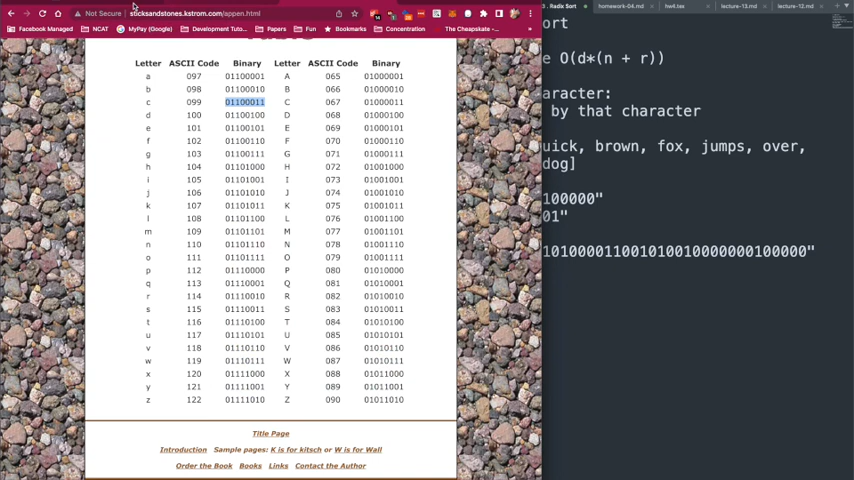 Not Secure | sticksandstones.kstrom.com/appen.html
Facebook Managed NCAT MyPay (Google) Development Tuto... Papers Fun Bookmarks Concentration The Cheapskate - ... »
Letter ASCII Code Binary Letter ASCII Code Binary
a 097 01100001 A 065 01000001
b 098 01100010 B 066 01000010
c 099 01100011 C 067 01000011
d 100 01100100 D 068 01000100
e 101 01100101 E 069 01000101
f 102 01100110 F 070 01000110
g 103 01100111 G 071 01000111
h 104 01101000 H 072 01001000
i 105 01101001 I 073 01001001
j 106 01101010 J 074 01001010
k 107 01101011 K 075 01001011
l 108 01101100 L 076 01001100
m 109 01101101 M 077 01001101
n 110 01101110 N 078 01001110
o 111 01101111 O 079 01001111
p 112 01110000 P 080 01010000
q 113 01110001 Q 081 01010001
r 114 01110010 R 082 01010010
s 115 01110011 S 083 01010011
t 116 01110100 T 084 01010100
u 117 01110101 U 085 01010101
v 118 01110110 V 086 01010110
w 119 01110111 W 087 01010111
x 120 01111000 X 088 01011000
y 121 01111001 Y 089 01011001
z 122 01111010 Z 090 01011010
Title Page
Introduction Sample pages: K is for kitsch or W is for Wall
Order the Book Books Links Contact the Author
3. Radix Sort homework-04.md hw8.tex lecture-13.md lecture-12.md
ort
e O(d*(n + r))
aracter:
by that character
uick, brown, fox, jumps, over,
dog]
100000"
01"
1010100001100101001000000010000"